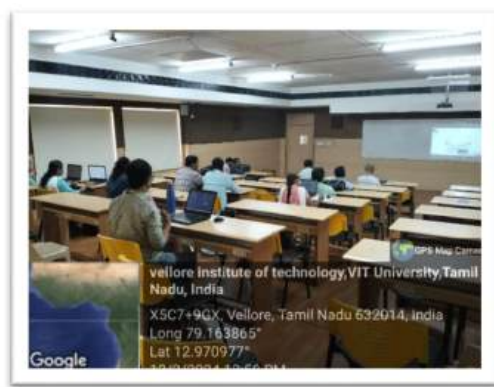 GPS Map Camera
vellore institute of technology,VIT University,Tamil
Nadu, India
X5C7+9GX, Vellore, Tamil Nadu 632014, India
Long 79.163865°
Lat 12.970977°
Google